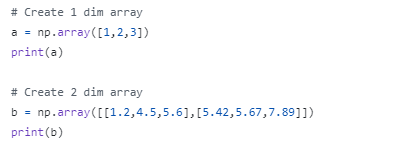 # Create 1 dim array
a = np.array([1,2,3])
print(a)
# Create 2 dim array
b = np.array([[1.2,4.5,5.6],[5.42,5.67,7.89]])
print(b)